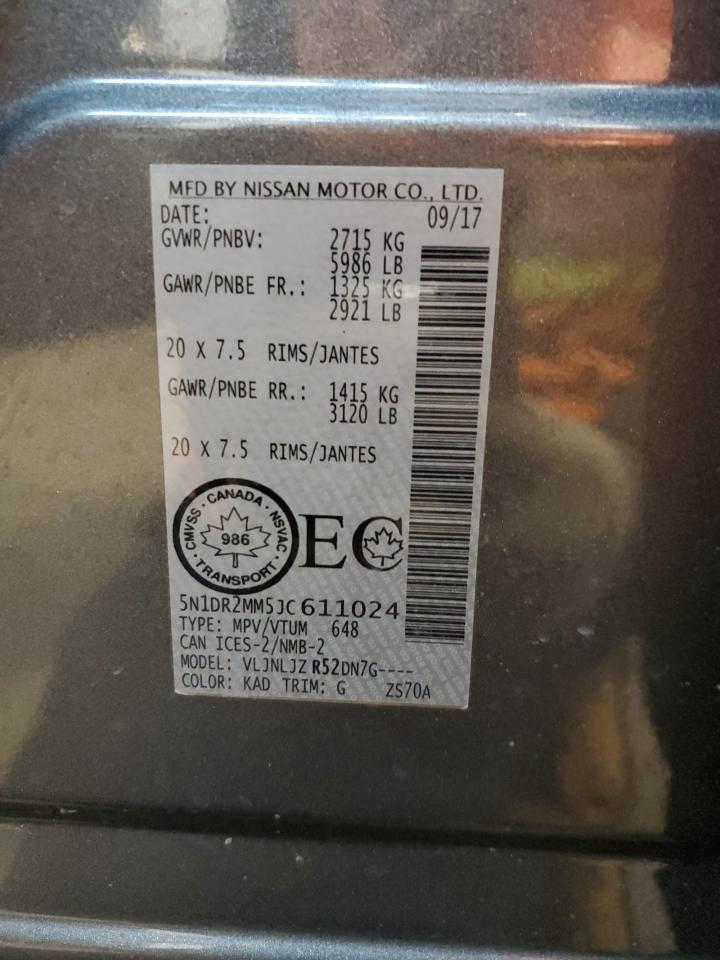 MFD BY NISSAN MOTOR CO., LTD.
DATE: 09/17
GVWR/PNBV: 2715 KG
5986 LB
GAWR/PNBE FR.: 1325 KG
2921 LB
20 X 7.5 RIMS/JANTES
GAWR/PNBE RR.: 1415 KG
3120 LB
20 X 7.5 RIMS/JANTES
CMVSS · CANADA · NSVAC · TRANSPORT ·
986
EC
5N1DR2MM5JC611024
TYPE: MPV/VTUM 648
CAN ICES-2/NMB-2
MODEL: VLJNLJZ R52DN7G----
COLOR: KAD TRIM: G ZS70A